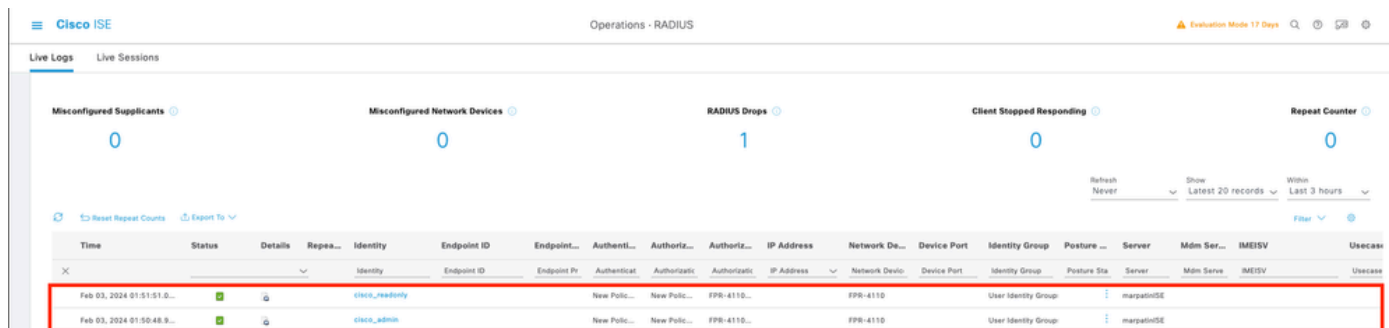 Cisco ISE Operations · RADIUS Evaluation Mode 17 Days
Live Logs Live Sessions
Misconfigured Supplicants Misconfigured Network Devices RADIUS Drops Client Stopped Responding Repeat Counter
0 0 1 0 0
Refresh Show Within
Never Latest 20 records Last 3 hours
Reset Repeat Counts Export To Filter
Time Status Details Repea... Identity Endpoint ID Endpoint... Authenti... Authoriz... Authoriz... IP Address Network De... Device Port Identity Group Posture ... Server Mdm Ser... IMEISV Usecase
Identity Endpoint ID Endpoint Pr Authenticat Authorizatic Authorizatic IP Address Network Devic Device Port Identity Group Posture Sta Server Mdm Serve IMEISV Usecase
Feb 03, 2024 01:51:51.0... cisco_readonly New Polic... New Polic... FPR-4110... FPR-4110 User Identity Group marpatinISE
Feb 03, 2024 01:50:48.9... cisco_admin New Polic... New Polic... FPR-4110... FPR-4110 User Identity Group marpatinISE